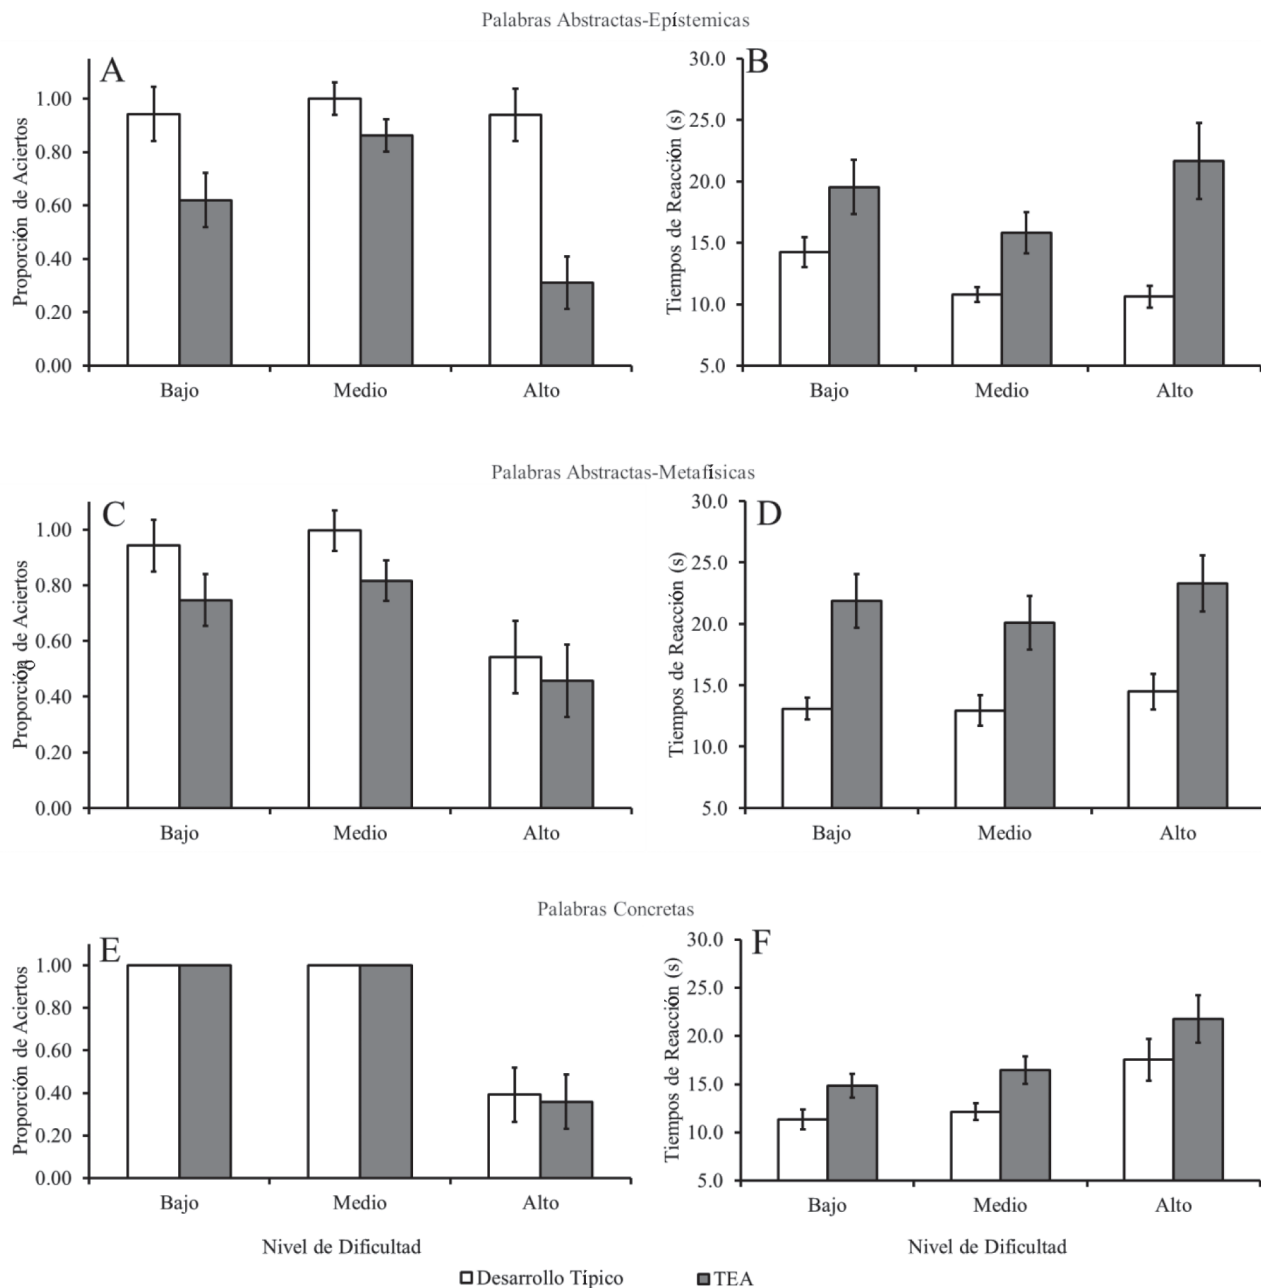 Palabras Abstractas-Epístemicas
A
Proporción de Aciertos
1.00
0.80
0.60
0.40
0.20
0.00
Bajo Medio Alto
B
Tiempos de Reacción (s)
30.0
25.0
20.0
15.0
10.0
5.0
Bajo Medio Alto
Palabras Abstractas-Metafísicas
C
Proporción de Aciertos
1.00
0.80
0.60
0.40
0.20
0.00
Bajo Medio Alto
D
Tiempos de Reacción (s)
30.0
25.0
20.0
15.0
10.0
5.0
Bajo Medio Alto
Palabras Concretas
E
Proporción de Aciertos
1.00
0.80
0.60
0.40
0.20
0.00
Bajo Medio Alto
Nivel de Dificultad
F
Tiempos de Reacción (s)
30.0
25.0
20.0
15.0
10.0
5.0
Bajo Medio Alto
Nivel de Dificultad
Desarrollo Típico TEA